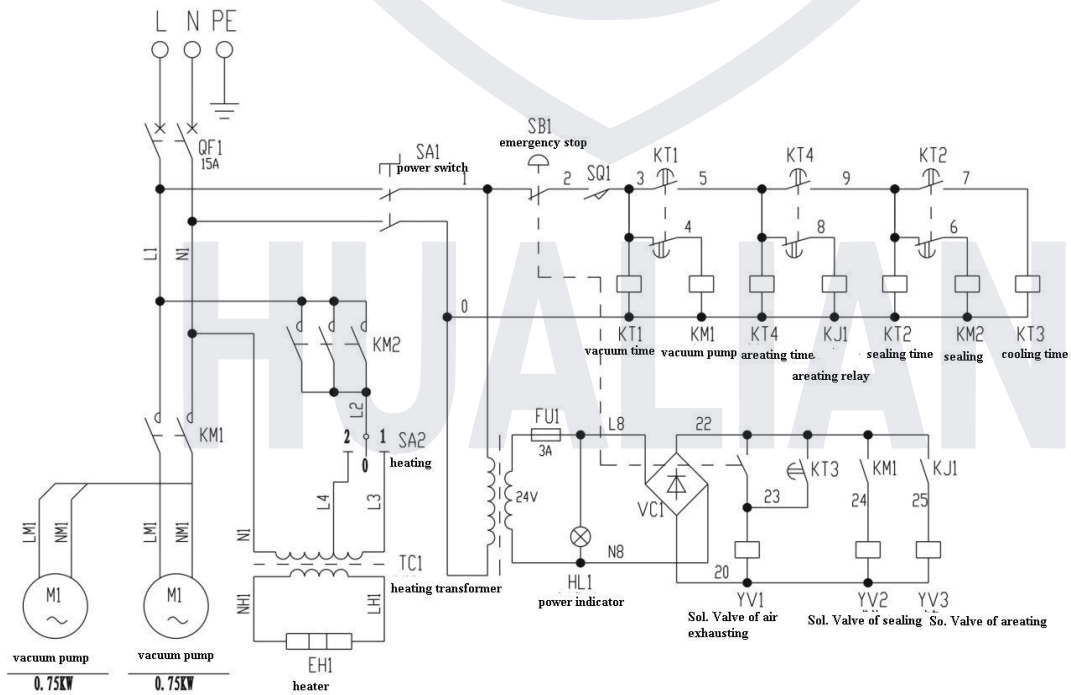 L N PE
QF1
15A
SA1
power switch
1
SB1
emergency stop
2
SQ1
3
KT1
5
KT4
9
KT2
7
4
8
6
L1
N1
0
KT1
vacuum time
KM1
vacuum pump
KT4
areating time
KJ1
areating relay
KT2
sealing time
KM2
sealing
KT3
cooling time
KM2
L2
2
0
1
SA2
heating
KM1
L4
L3
FU1
3A
L8
22
24V
VC1
KT3
KM1
KJ1
23
24
25
LM1
NM1
LM1
NM1
N1
TC1
heating transformer
N8
20
HL1
power indicator
YV1
Sol. Valve of air
exhausting
YV2
Sol. Valve of sealing
YV3
So. Valve of areating
M1
M1
NH1
LH1
EH1
heater
vacuum pump
0.75KW
vacuum pump
0.75KW
HUALIAN